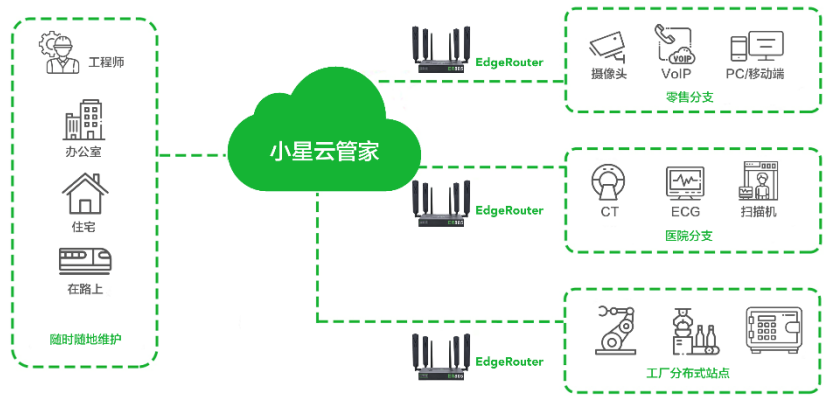 工程师
办公室
住宅
在路上
随时随地维护
小星云管家
EdgeRouter
摄像头
VOIP
VoIP
PC/移动端
零售分支
EdgeRouter
CT
ECG
扫描机
医院分支
EdgeRouter
工厂分布式站点